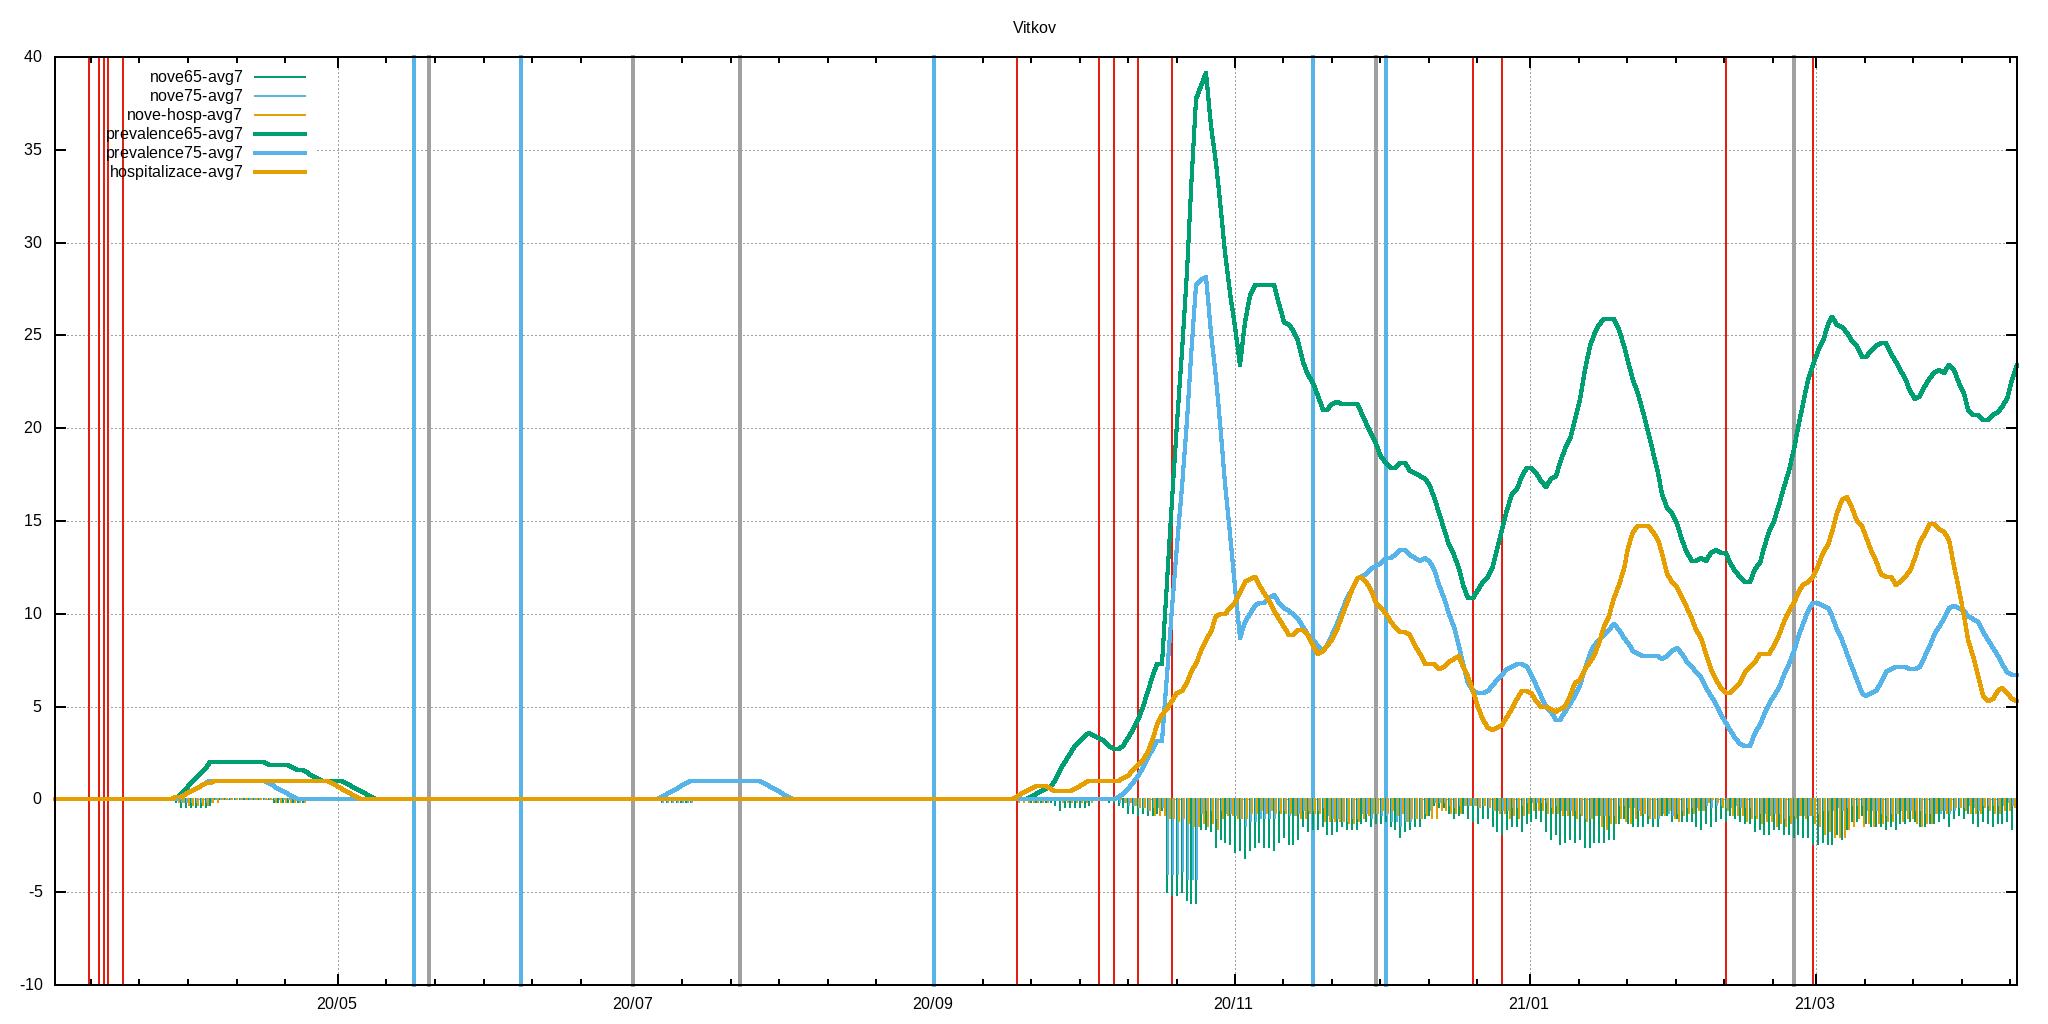 Vitkov
nove65-avg7
nove75-avg7
nove-hosp-avg7
prevalence65-avg7
prevalence75-avg7
hospitalizace-avg7
40
35
30
25
20
15
10
5
0
-5
-10
20/05 20/07 20/09 20/11 21/01 21/03